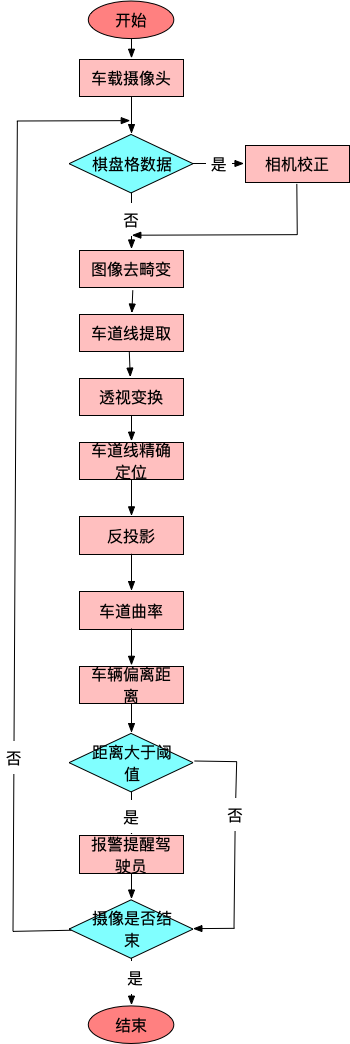 开始
车载摄像头
棋盘格数据
是
相机校正
否
图像去畸变
车道线提取
透视变换
车道线精确
定位
反投影
车道曲率
车辆偏离距
离
距离大于阈
值
否
是
否
报警提醒驾
驶员
摄像是否结
束
是
结束